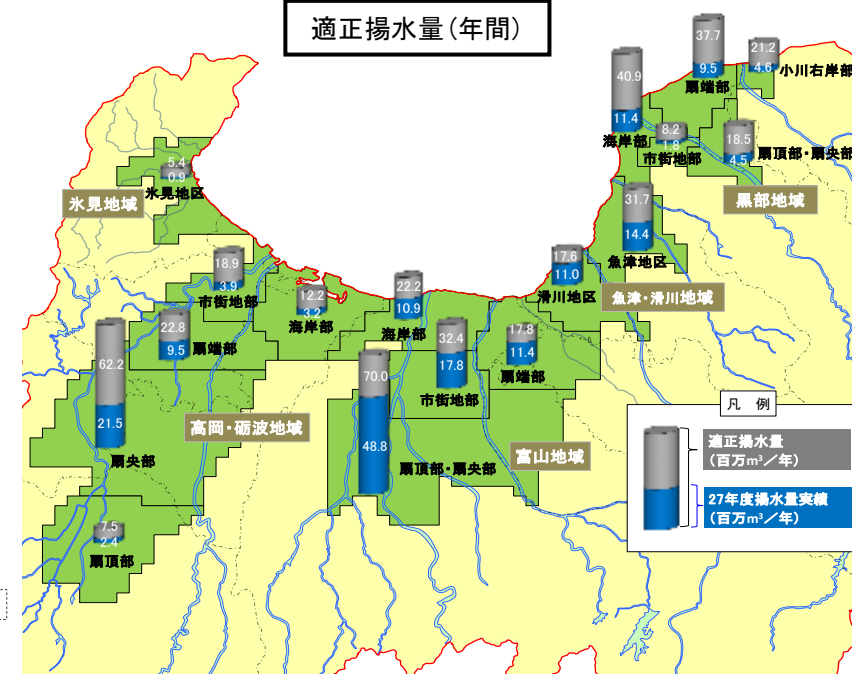 適正揚水量(年間)
37.7
9.5
扇端部
21.2
4.6
小川右岸部
40.9
11.4
海岸部
8.2
1.8
市街地部
18.5
4.5
扇頂部・扇央部
黒部地域
5.4
0.9
氷見地区
氷見地域
31.7
14.4
魚津地区
17.6
11.0
滑川地区
魚津・滑川地域
18.9
3.9
市街地部
12.2
3.2
海岸部
22.2
10.9
海岸部
22.8
9.5
扇端部
62.2
21.5
扇央部
高岡・砺波地域
7.5
2.4
扇頂部
70.0
48.8
扇頂部・扇央部
32.4
17.8
市街地部
17.8
11.4
扇端部
富山地域
凡 例
適正揚水量
(百万m³/年)
27年度揚水量実績
(百万m³/年)